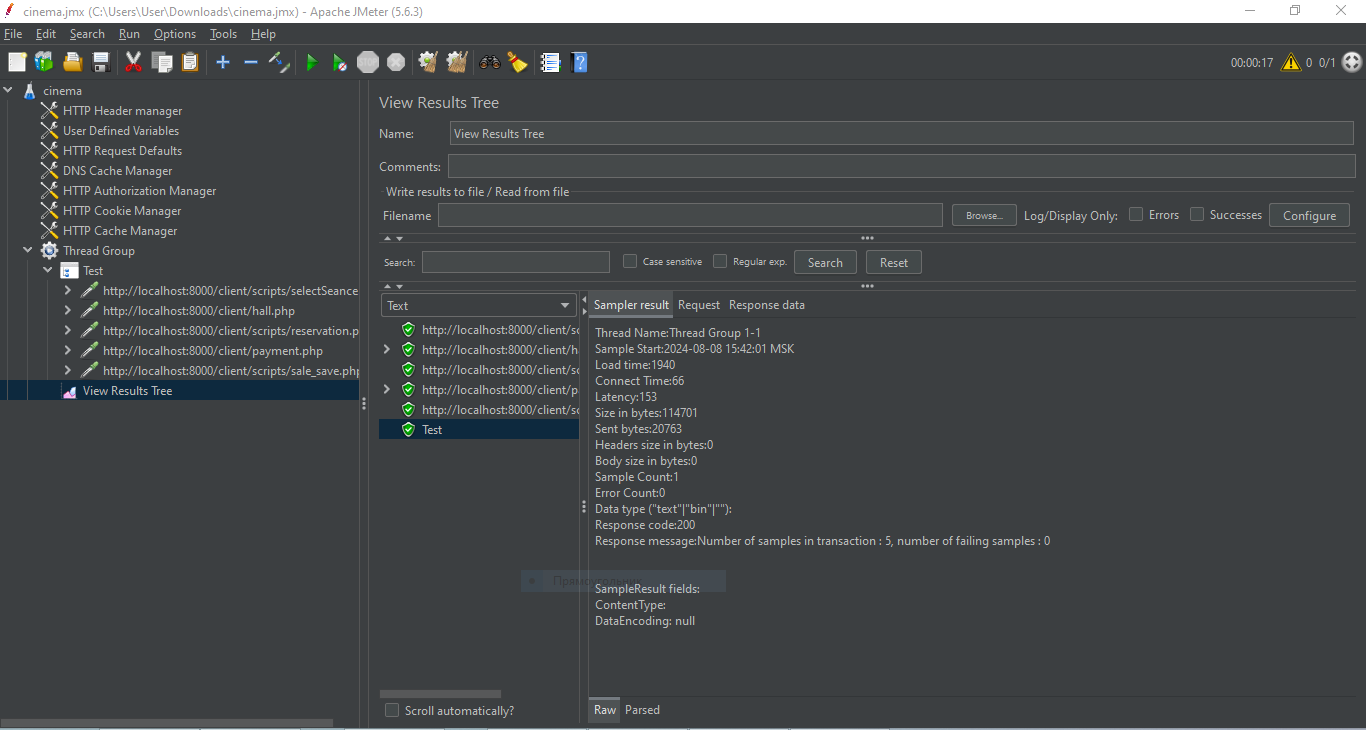 cinema.jmx (C:\Users\User\Downloads\cinema.jmx) - Apache JMeter (5.6.3)
File Edit Search Run Options Tools Help
STOP
00:00:17 0 0/1
cinema
HTTP Header manager
User Defined Variables
HTTP Request Defaults
DNS Cache Manager
HTTP Authorization Manager
HTTP Cookie Manager
HTTP Cache Manager
Thread Group
Test
http://localhost:8000/client/scripts/selectSeance
http://localhost:8000/client/hall.php
http://localhost:8000/client/scripts/reservation.p
http://localhost:8000/client/payment.php
http://localhost:8000/client/scripts/sale_save.php
View Results Tree
View Results Tree
Name: View Results Tree
Comments:
Write results to file / Read from file
Filename Browse... Log/Display Only: Errors Successes Configure
Search: Case sensitive Regular exp. Search Reset
Text
http://localhost:8000/client/sc
http://localhost:8000/client/h
http://localhost:8000/client/sc
http://localhost:8000/client/p
http://localhost:8000/client/sc
Test
Scroll automatically?
Sampler result Request Response data
Thread Name:Thread Group 1-1
Sample Start:2024-08-08 15:42:01 MSK
Load time:1940
Connect Time:66
Latency:153
Size in bytes:114701
Sent bytes:20763
Headers size in bytes:0
Body size in bytes:0
Sample Count:1
Error Count:0
Data type ("text"|"bin"|""):
Response code:200
Response message:Number of samples in transaction : 5, number of failing samples : 0
SampleResult fields:
ContentType:
DataEncoding: null
Raw Parsed